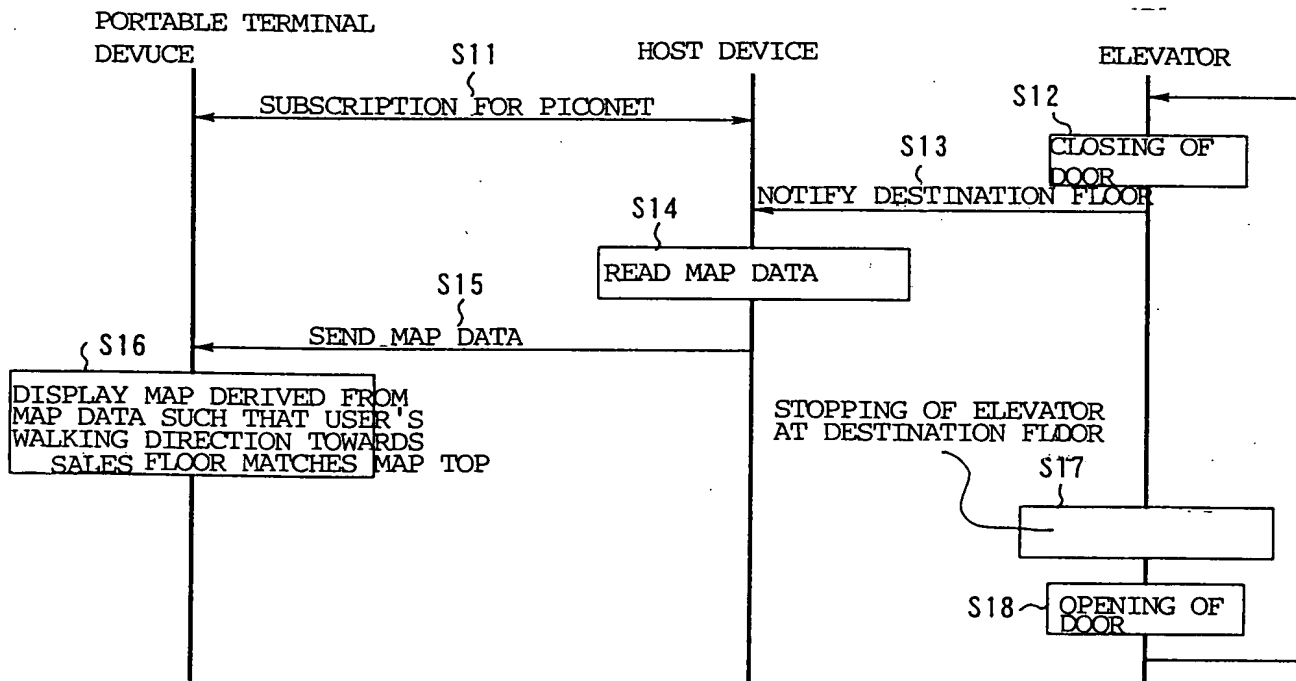 PORTABLE TERMINAL
DEVUCE
HOST DEVICE
ELEVATOR
S11
SUBSCRIPTION FOR PICONET
S12
CLOSING OF
DOOR
S13
NOTIFY DESTINATION FLOOR
S14
READ MAP DATA
S15
SEND MAP DATA
S16
DISPLAY MAP DERIVED FROM
MAP DATA SUCH THAT USER'S
WALKING DIRECTION TOWARDS
SALES FLOOR MATCHES MAP TOP
STOPPING OF ELEVATOR
AT DESTINATION FLOOR
S17
S18
OPENING OF
DOOR